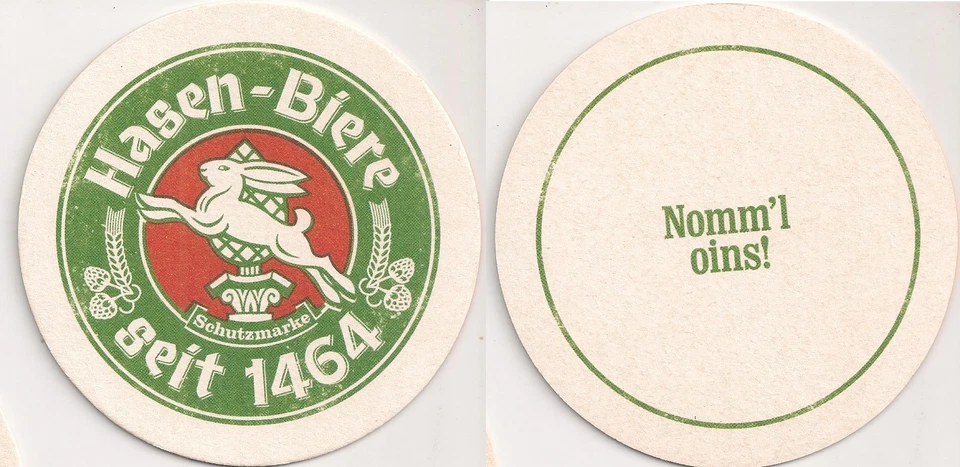 Hasen-Biere
Schutzmarke
seit 1464
Nomm'l
oins!